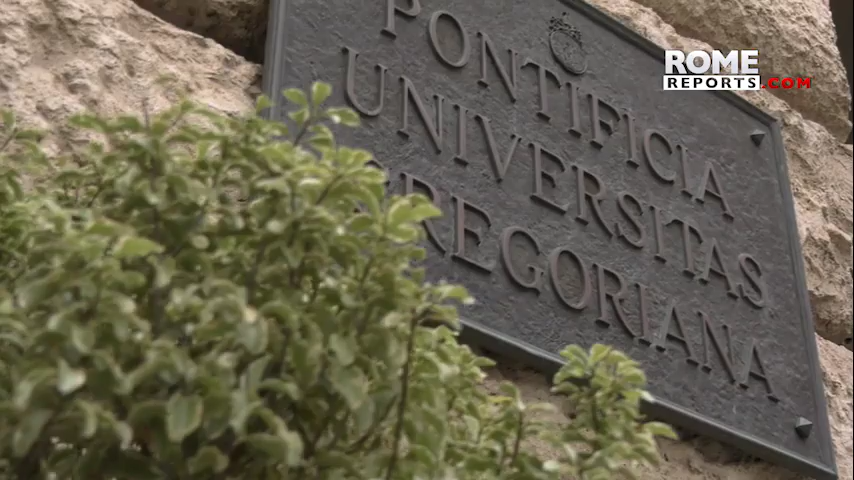 PONTIFICIA
UNIVERSITAS
GREGORIANA
ROME
REPORTS.COM